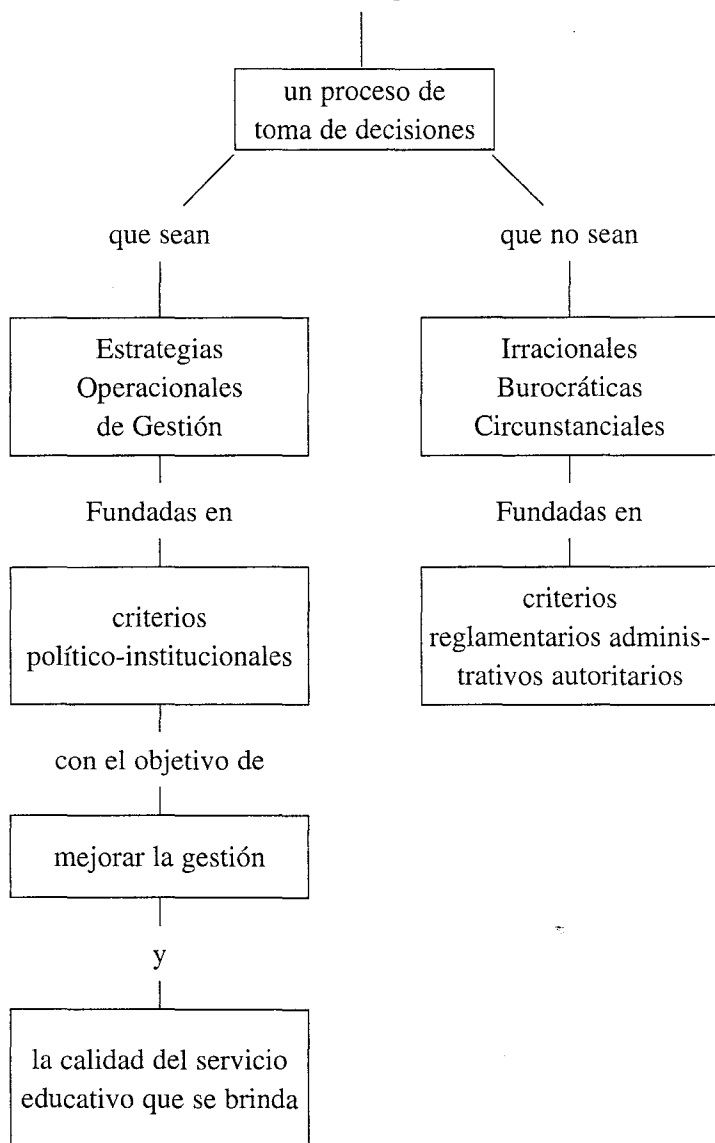 un proceso de
toma de decisiones
que sean
que no sean
Estrategias
Operacionales
de Gestión
Irracionales
Burocráticas
Circunstanciales
Fundadas en
Fundadas en
criterios
político-institucionales
criterios
reglamentarios adminis-
trativos autoritarios
con el objetivo de
mejorar la gestión
y
la calidad del servicio
educativo que se brinda